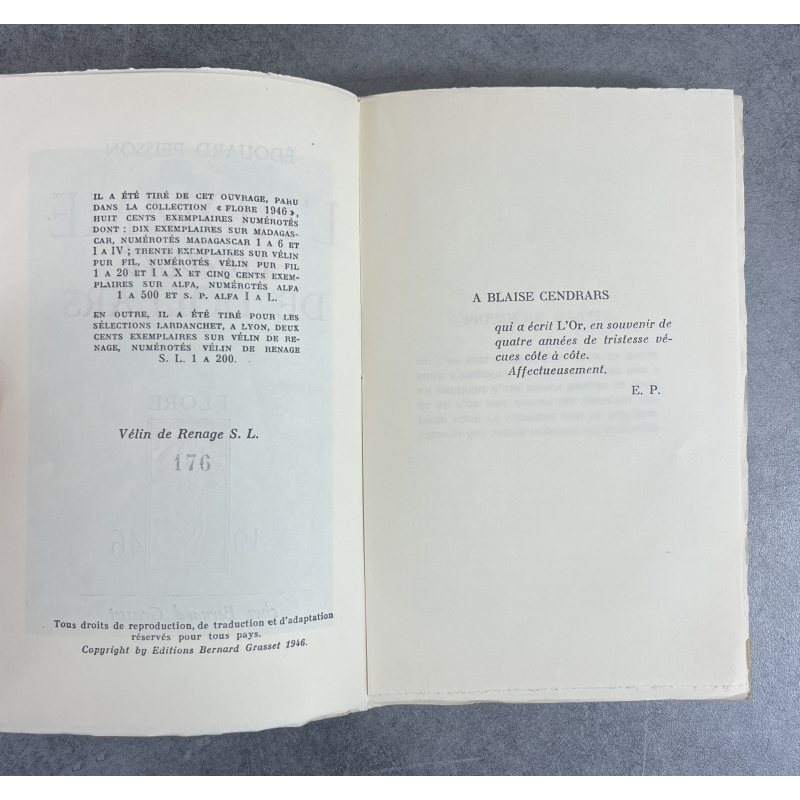 IL A ÉTÉ TIRÉ DE CET OUVRAGE, PARU
DANS LA COLLECTION « FLORE 1946 »,
HUIT CENTS EXEMPLAIRES NUMÉROTÉS
DONT : DIX EXEMPLAIRES SUR MADAGAS-
CAR, NUMÉROTÉS MADAGASCAR 1 A 6 ET
I A IV ; TRENTE EXEMPLAIRES SUR VÉLIN
PUR FIL, NUMÉROTÉS VÉLIN PUR FIL
1 A 20 ET I A X ET CINQ CENTS EXEM-
PLAIRES SUR ALFA, NUMÉROTÉS ALFA
1 A 500 ET S. P. ALFA I A L.
EN OUTRE, IL A ÉTÉ TIRÉ POUR LES
SÉLECTIONS LARDANCHET, A LYON, DEUX
CENTS EXEMPLAIRES SUR VÉLIN DE RE-
NAGE, NUMÉROTÉS VÉLIN DE RENAGE
S. L. 1 A 200.
Vélin de Renage S. L.
176
Tous droits de reproduction, de traduction et d'adaptation
réservés pour tous pays.
Copyright by Editions Bernard Grasset 1946.
A BLAISE CENDRARS
qui a écrit L'Or, en souvenir de
quatre années de tristesse vé-
cues côte à côte.
Affectueusement.
E. P.